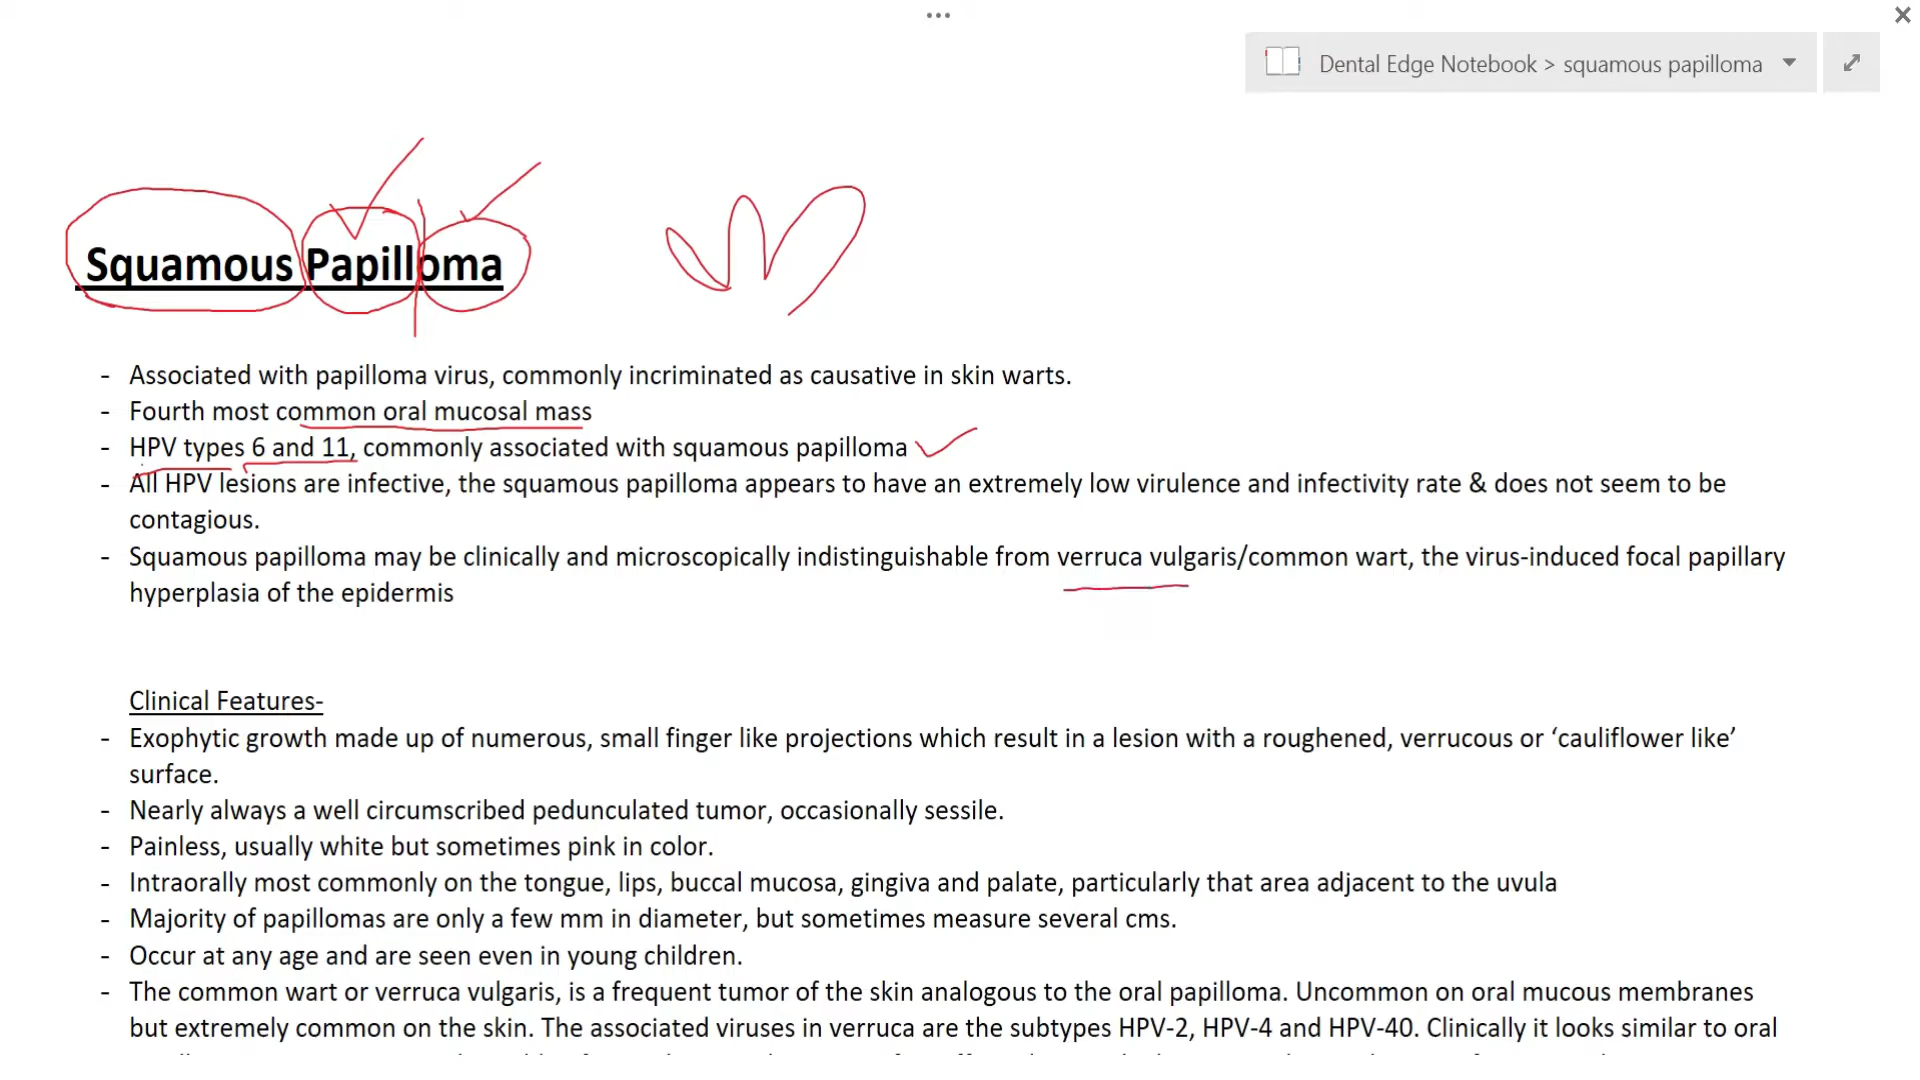 Dental Edge Notebook > squamous papilloma
Squamous Papilloma
- Associated with papilloma virus, commonly incriminated as causative in skin warts.
- Fourth most common oral mucosal mass
- HPV types 6 and 11, commonly associated with squamous papilloma
- All HPV lesions are infective, the squamous papilloma appears to have an extremely low virulence and infectivity rate & does not seem to be
contagious.
- Squamous papilloma may be clinically and microscopically indistinguishable from verruca vulgaris/common wart, the virus-induced focal papillary
hyperplasia of the epidermis
Clinical Features-
- Exophytic growth made up of numerous, small finger like projections which result in a lesion with a roughened, verrucous or ‘cauliflower like’
surface.
- Nearly always a well circumscribed pedunculated tumor, occasionally sessile.
- Painless, usually white but sometimes pink in color.
- Intraorally most commonly on the tongue, lips, buccal mucosa, gingiva and palate, particularly that area adjacent to the uvula
- Majority of papillomas are only a few mm in diameter, but sometimes measure several cms.
- Occur at any age and are seen even in young children.
- The common wart or verruca vulgaris, is a frequent tumor of the skin analogous to the oral papilloma. Uncommon on oral mucous membranes
but extremely common on the skin. The associated viruses in verruca are the subtypes HPV-2, HPV-4 and HPV-40. Clinically it looks similar to oral